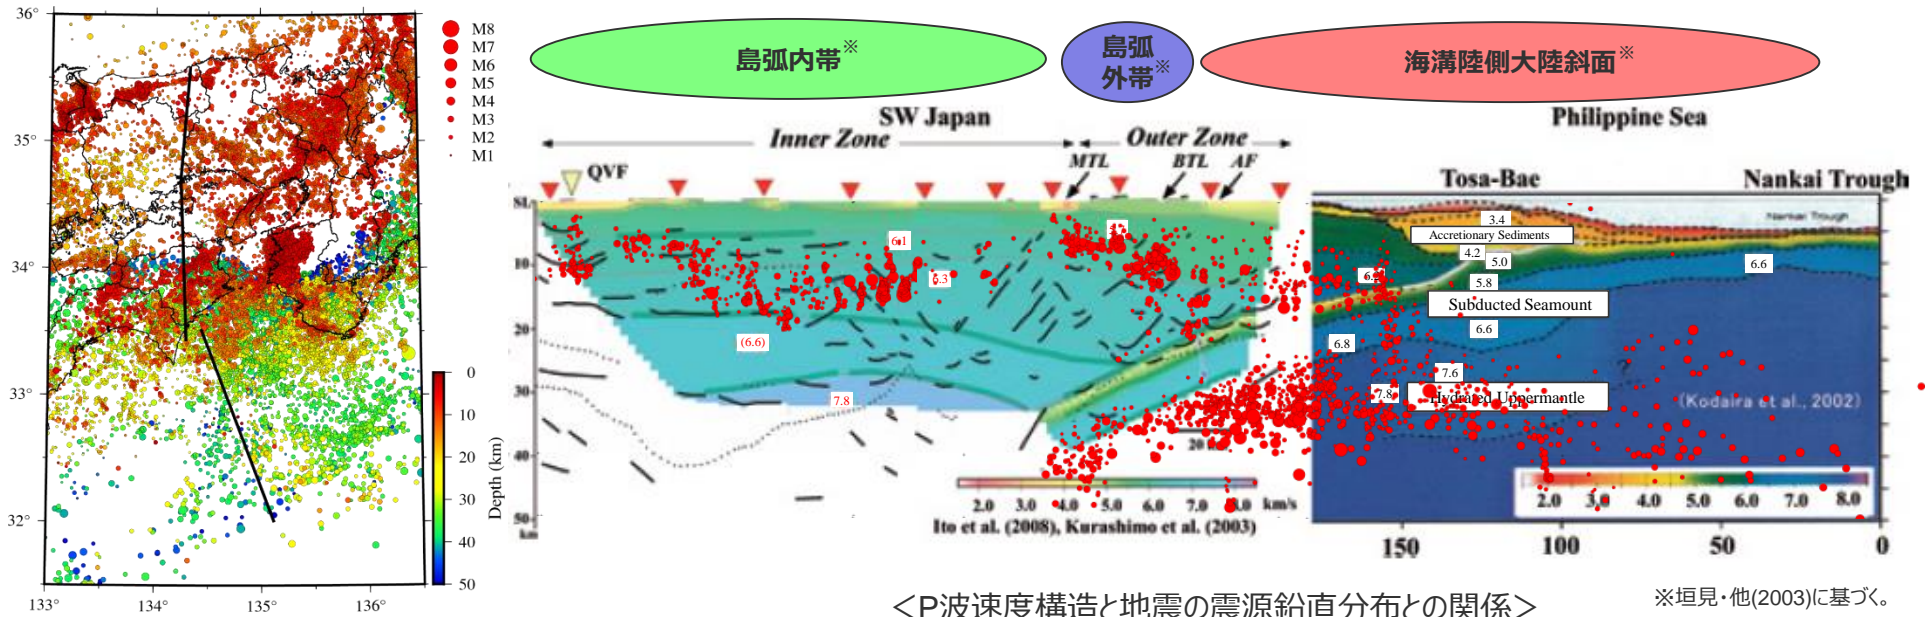 36°
35°
34°
33°
32°
133°
134°
135°
136°
M8
M7
M6
M5
M4
M3
M2
M1
0
10
20
30
40
50
Depth (km)
島弧内帯※
島弧
外帯※
海溝陸側大陸斜面※
SW Japan
Philippine Sea
Inner Zone
Outer Zone
MTL
BTL
AF
QVF
Tosa-Bae
Nankai Trough
SL
10
20
30
40
50
km
6.1
6.3
(6.6)
7.8
20
2.0 3.0 4.0 5.0 6.0 7.0 8.0 km/s
Ito et al. (2008), Kurashimo et al. (2003)
Nankai Trough
3.4
Accretionary Sediments
4.2
5.0
6.6
5.8
Subducted Seamount
6.6
6.8
?
7.6
7.8
Hydrated Uppermantle
(Kodaira et al., 2002)
2.0 3.0 4.0 5.0 6.0 7.0 8.0
150
100
50
0
＜P波速度構造と地震の震源鉛直分布との関係＞
※垣見・他(2003)に基づく。